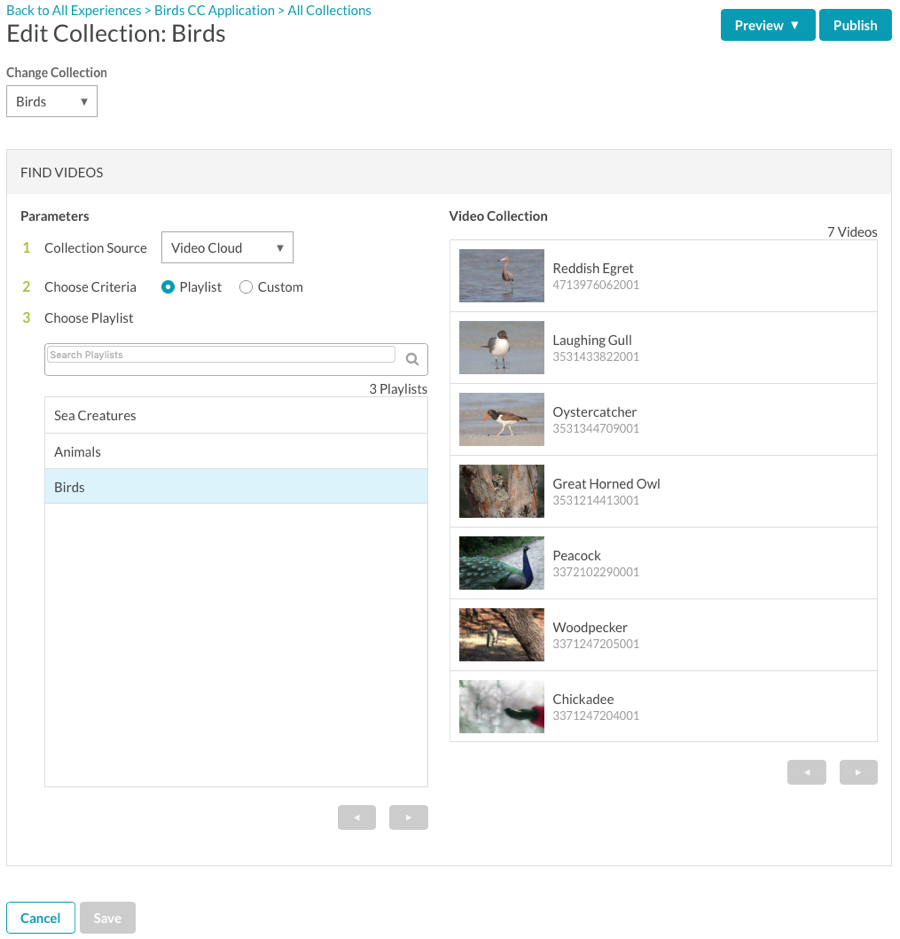 Back to All Experiences > Birds CC Application > All Collections
Edit Collection: Birds
Preview ▼
Publish
Change Collection
Birds ▼
FIND VIDEOS
Parameters
1 Collection Source Video Cloud ▼
2 Choose Criteria Playlist Custom
3 Choose Playlist
Search Playlists
3 Playlists
Sea Creatures
Animals
Birds
Video Collection
7 Videos
Reddish Egret
4713976062001
Laughing Gull
3531433822001
Oystercatcher
3531344709001
Great Horned Owl
3531214413001
Peacock
3372102290001
Woodpecker
3371247205001
Chickadee
3371247204001
Cancel
Save